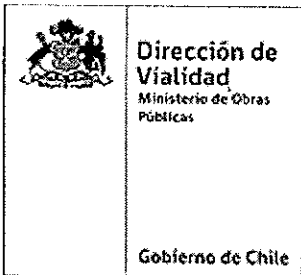 Dirección de
Vialidad
Ministerio de Obras
Públicas
Gobierno de Chile